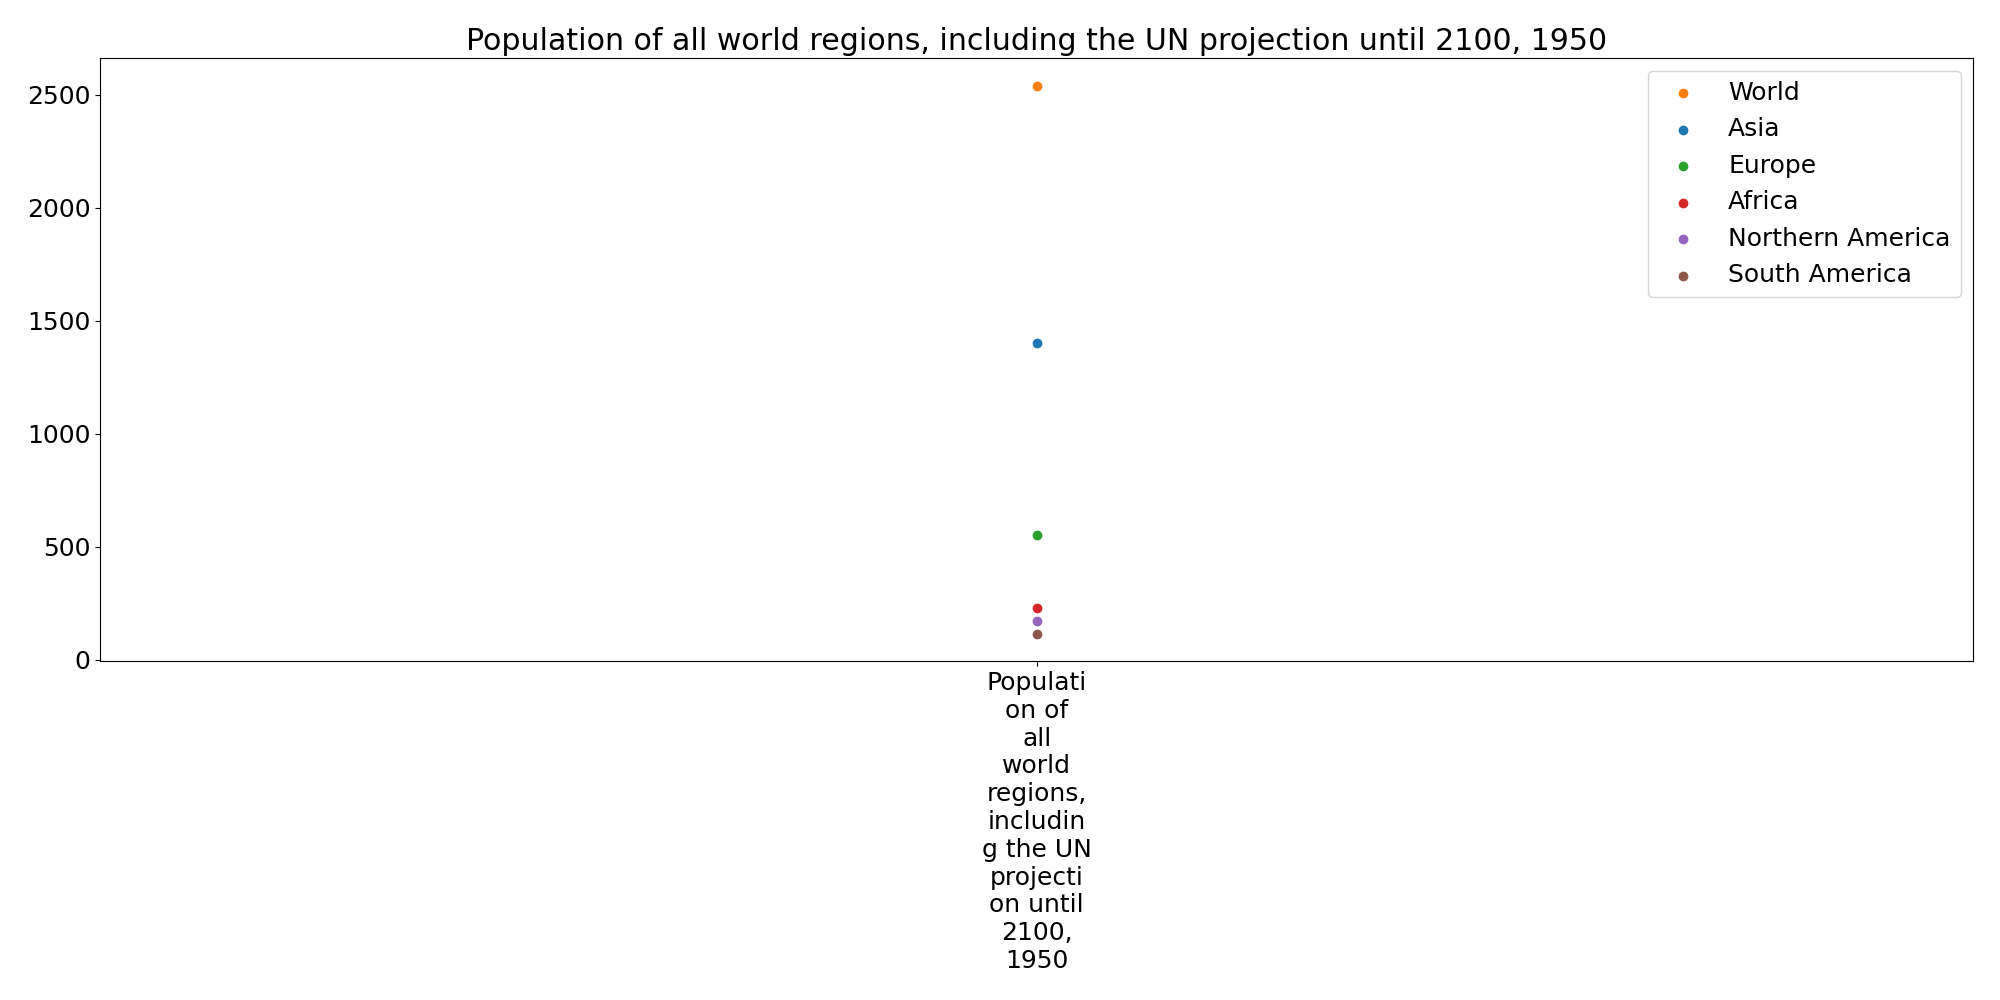 Population of all world regions, including the UN projection until 2100, 1950
2500
2000
1500
1000
500
0
World
Asia
Europe
Africa
Northern America
South America
Populati
on of
all
world
regions,
includin
g the UN
projecti
on until
2100,
1950